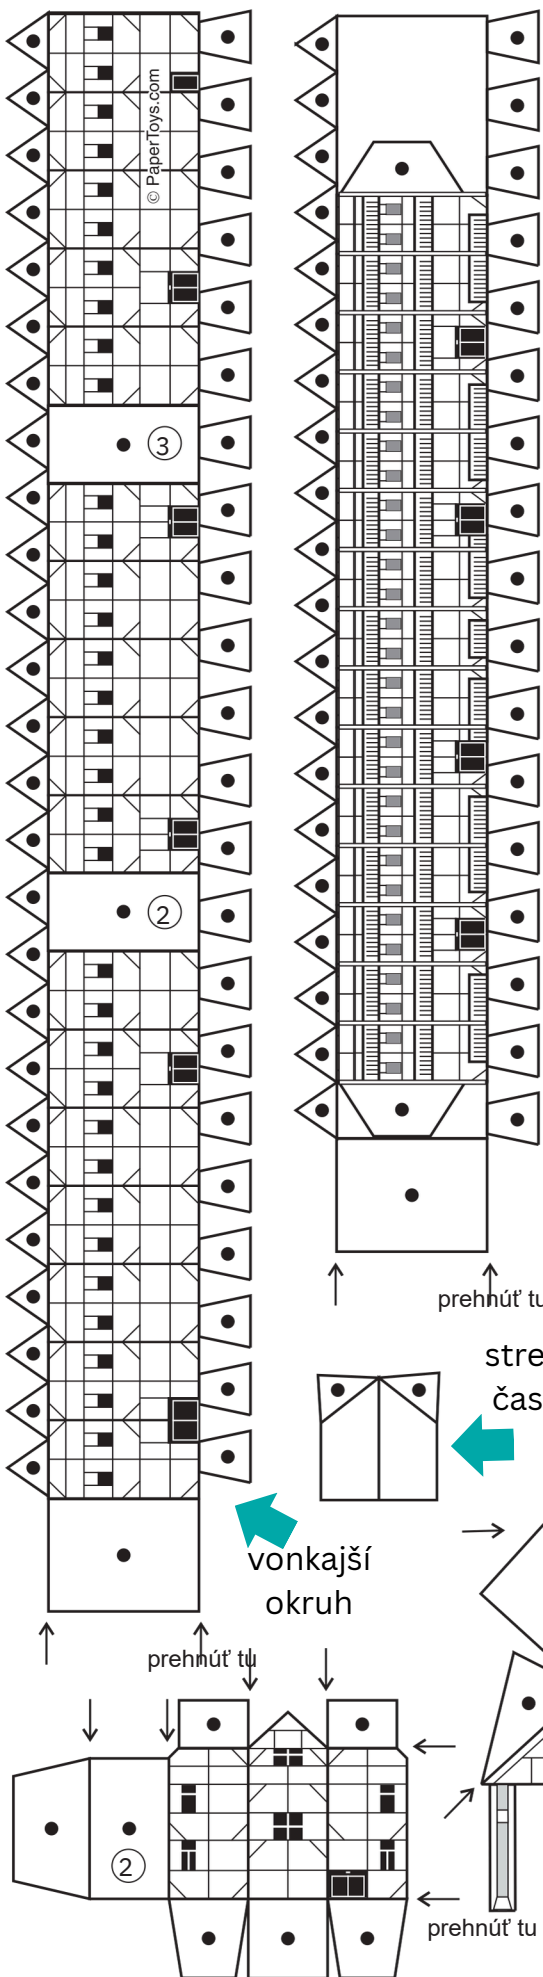 © PaperToys.com
3
2
prehnúť tu
stre
čas
vonkajší
okruh
prehnúť tu
2
prehnúť tu